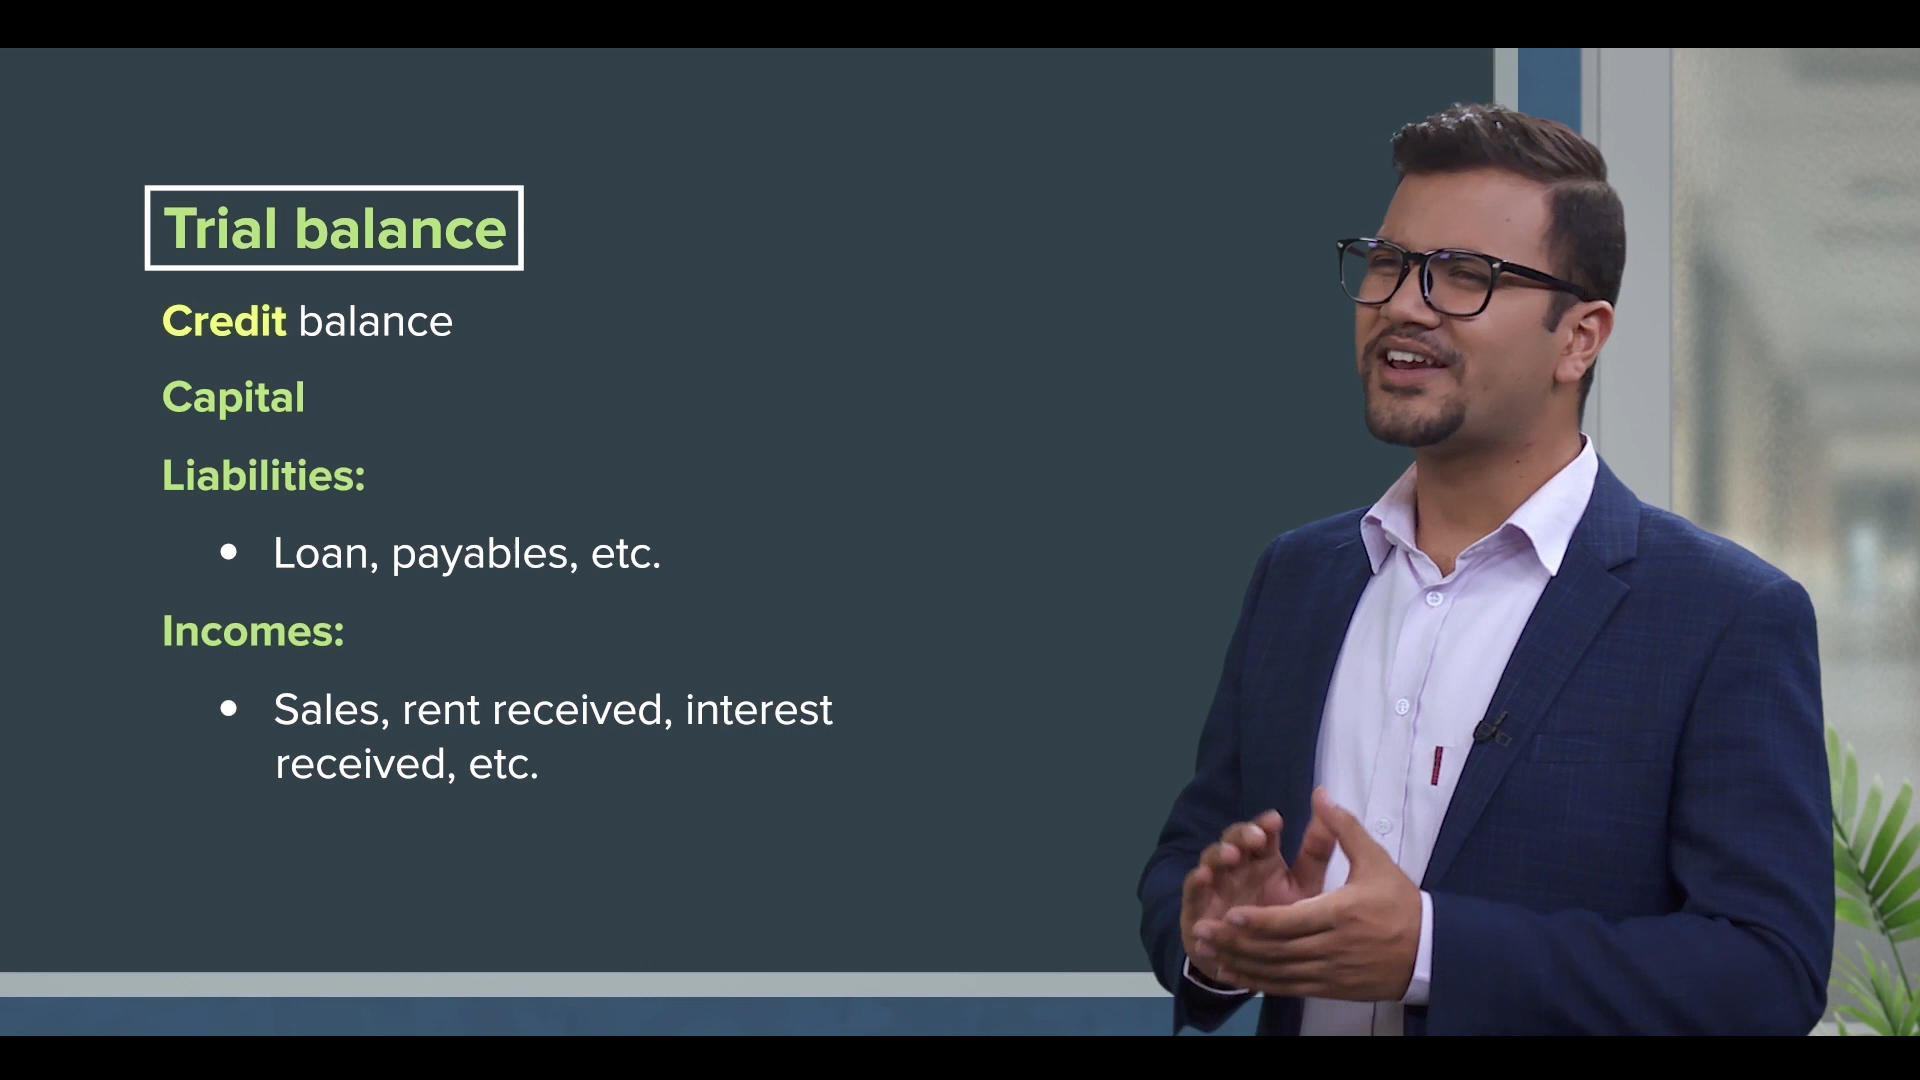 Trial balance
Credit balance
Capital
Liabilities:
• Loan, payables, etc.
Incomes:
• Sales, rent received, interest
received, etc.